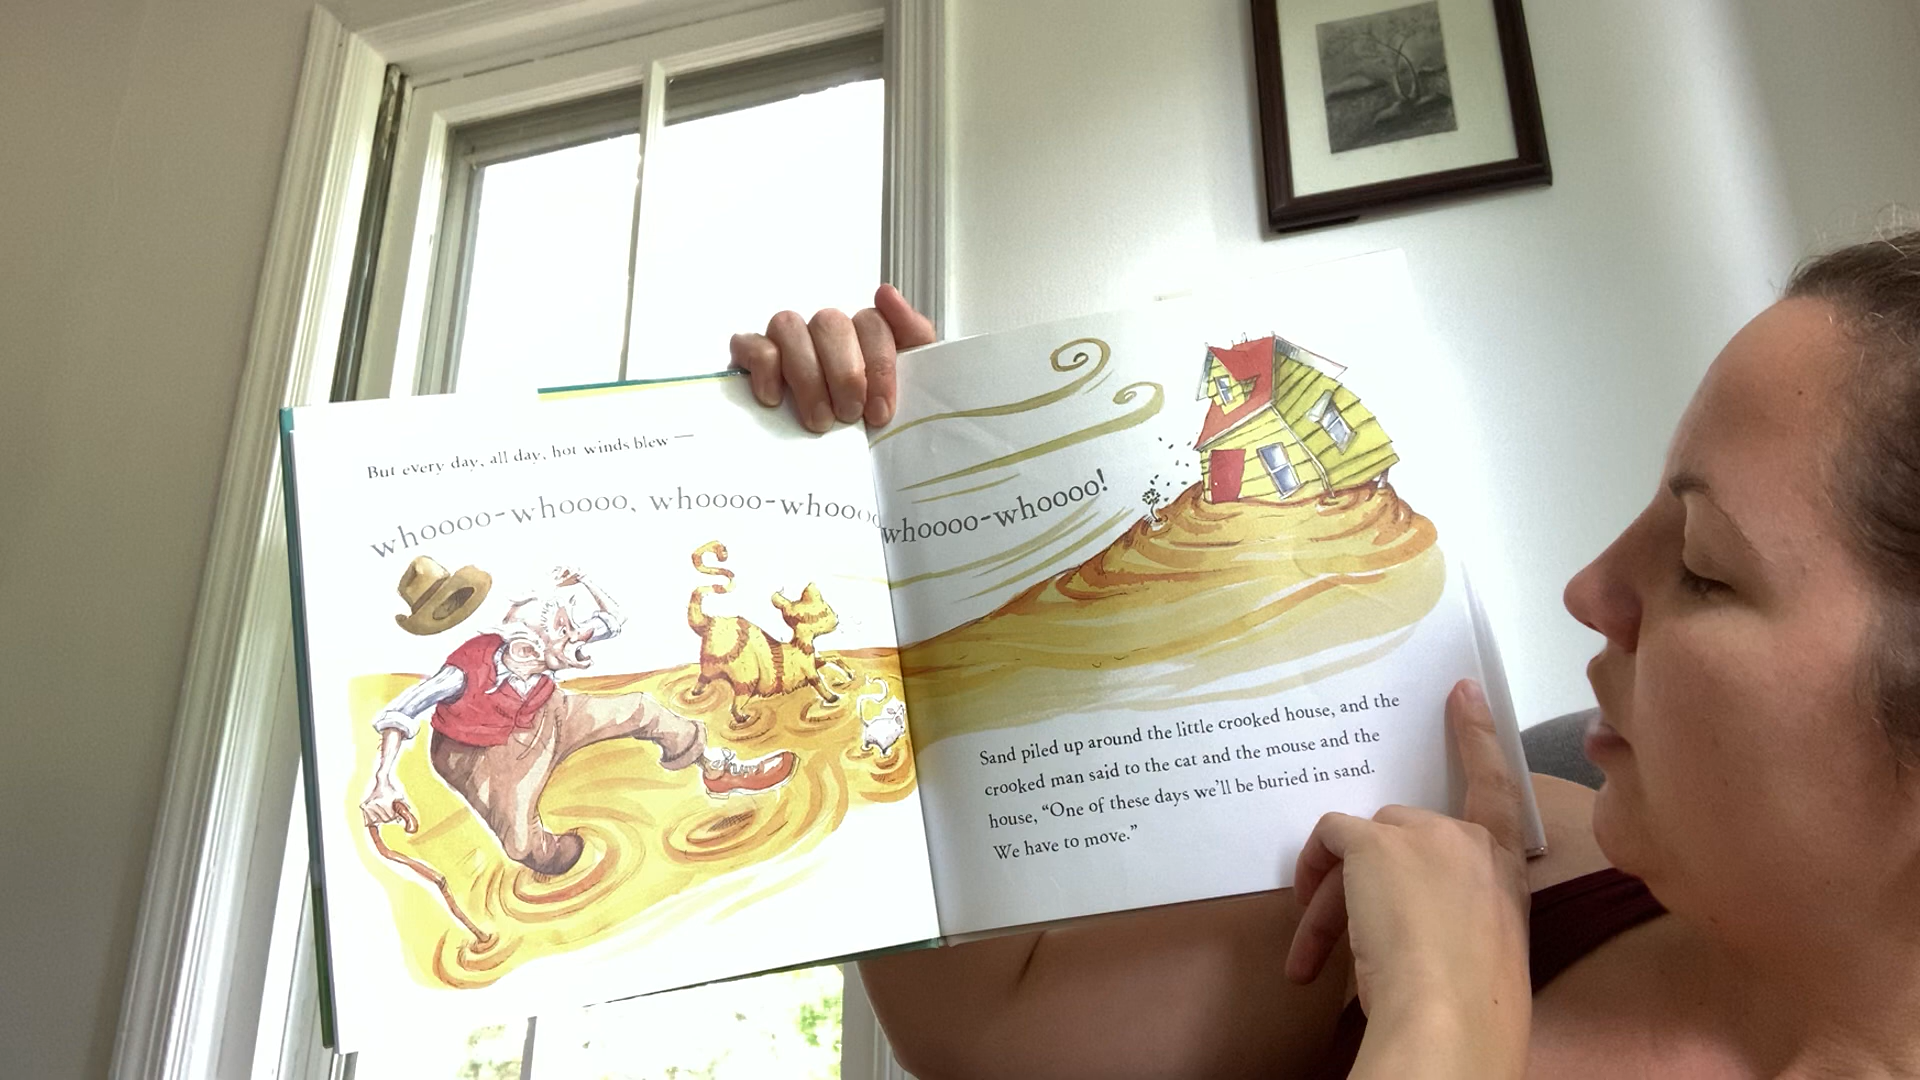 But every day, all day, hot winds blew —
whoooo-whoooo, whoooo-whoooo
whoooo-whoooo!
Sand piled up around the little crooked house, and the
crooked man said to the cat and the mouse and the
house, “One of these days we’ll be buried in sand.
We have to move.”